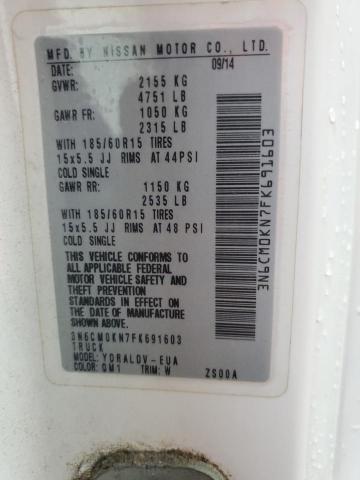 MFD. BY NISSAN MOTOR CO., LTD.
DATE: 09/14
GVWR: 2155 KG
4751 LB
GAWR FR: 1050 KG
2315 LB
WITH 185/60R15 TIRES
15x5.5 JJ RIMS AT 44PSI
COLD SINGLE
GAWR RR: 1150 KG
2535 LB
WITH 185/60R15 TIRES
15x5.5 JJ RIMS AT 48 PSI
COLD SINGLE
THIS VEHICLE CONFORMS TO
ALL APPLICABLE FEDERAL
MOTOR VEHICLE SAFETY AND
THEFT PREVENTION
STANDARDS IN EFFECT ON
THE DATE OF MANUFACTURE
SHOWN ABOVE.
3N6CM0KN7FK691603
TRUCK
MODEL: YDRALDV-EUA
COLOR: QM1 TRIM: W ZS00A
3N6CM0KN7FK691603